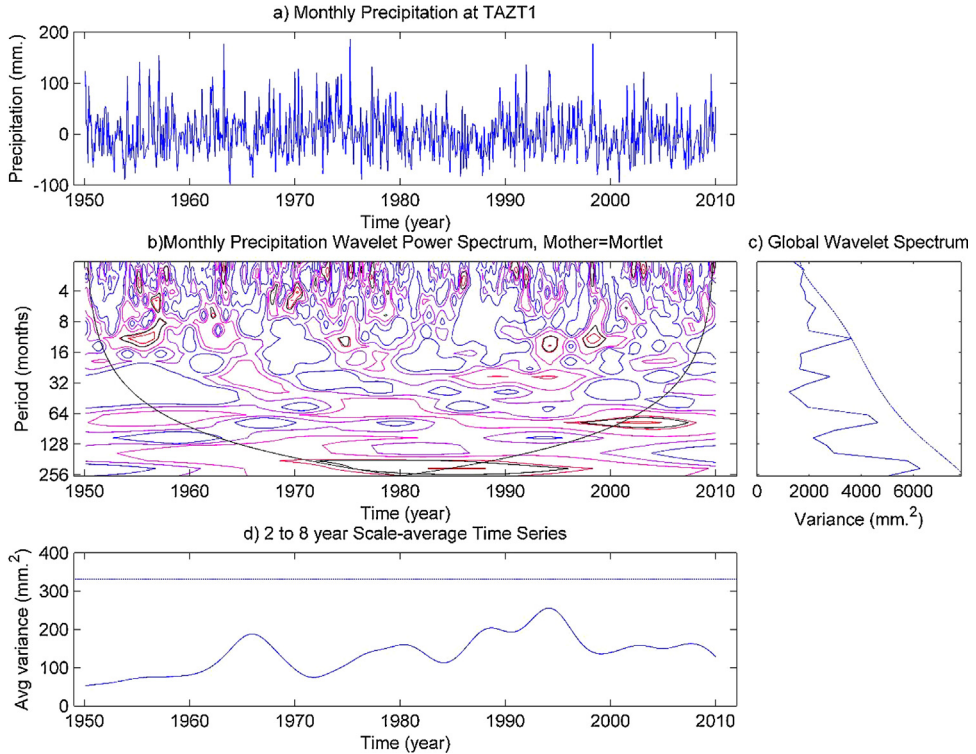 a) Monthly Precipitation at TAZT1
Precipitation (mm.)
200
100
0
-100
1950 1960 1970 1980 1990 2000 2010
Time (year)
b)Monthly Precipitation Wavelet Power Spectrum, Mother=Mortlet
Period (months)
4
8
16
32
64
128
256
1950 1960 1970 1980 1990 2000 2010
Time (year)
c) Global Wavelet Spectrum
0 2000 4000 6000
Variance (mm.²)
d) 2 to 8 year Scale-average Time Series
Avg variance (mm.²)
400
300
200
100
0
1950 1960 1970 1980 1990 2000 2010
Time (year)